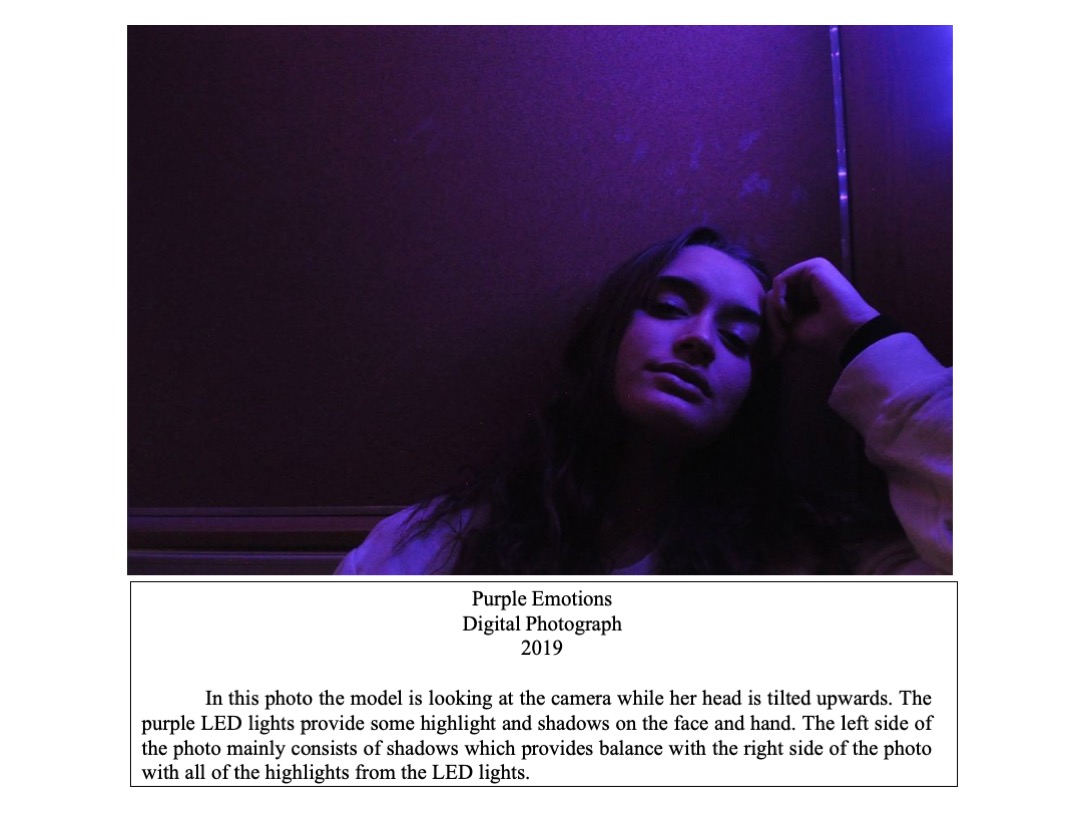 Purple Emotions
Digital Photograph
2019
In this photo the model is looking at the camera while her head is tilted upwards. The
purple LED lights provide some highlight and shadows on the face and hand. The left side of
the photo mainly consists of shadows which provides balance with the right side of the photo
with all of the highlights from the LED lights.